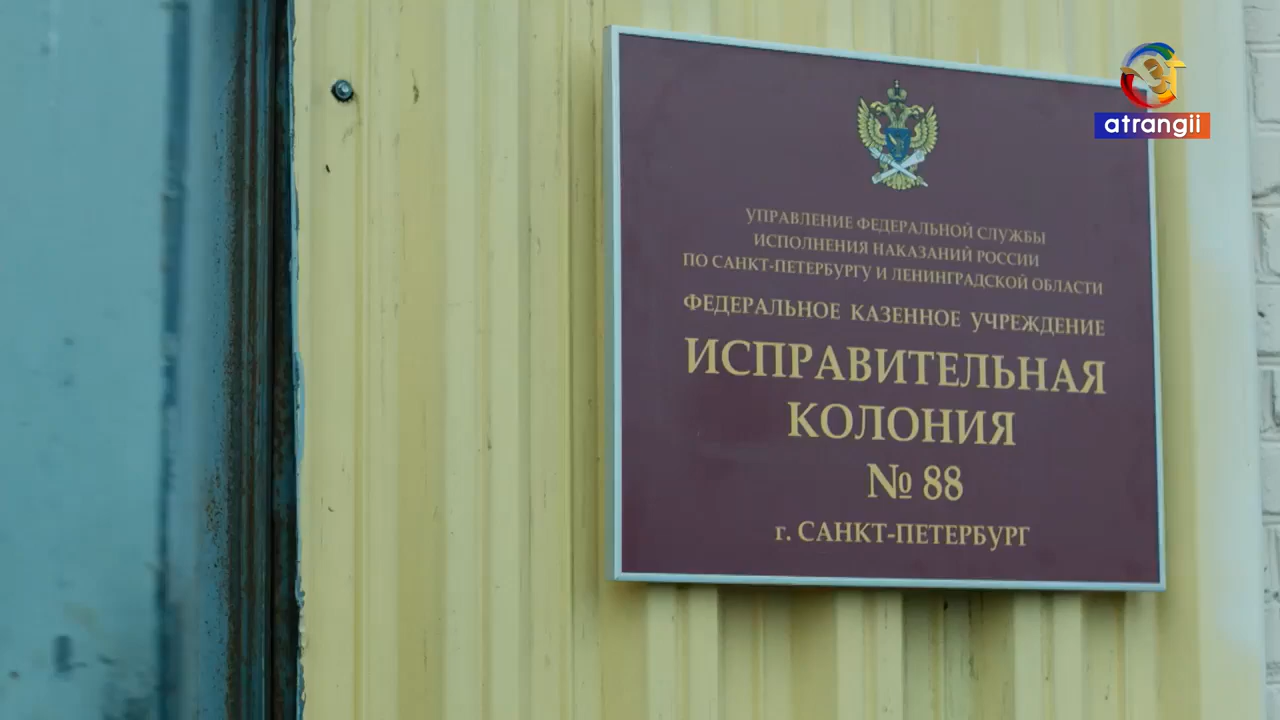 atrangii
УПРАВЛЕНИЕ ФЕДЕРАЛЬНОЙ СЛУЖБЫ
ИСПОЛНЕНИЯ НАКАЗАНИЙ РОССИИ
ПО САНКТ-ПЕТЕРБУРГУ И ЛЕНИНГРАДСКОЙ ОБЛАСТИ
ФЕДЕРАЛЬНОЕ КАЗЕННОЕ УЧРЕЖДЕНИЕ
ИСПРАВИТЕЛЬНАЯ
КОЛОНИЯ
№ 88
г. САНКТ-ПЕТЕРБУРГ